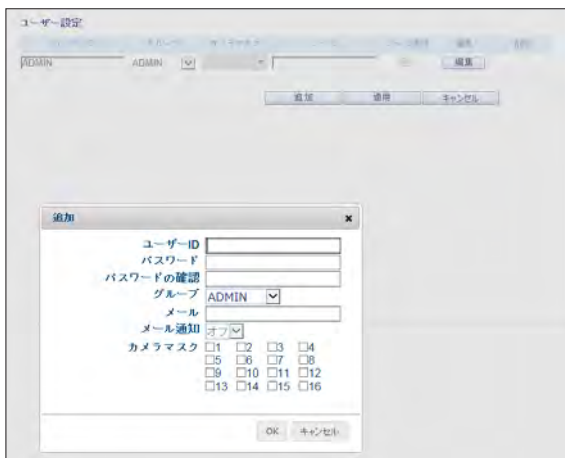 ユーザー設定
ADMIN ADMIN 編集
追加 適用 キャンセル
追加 ×
ユーザーID
パスワード
パスワードの確認
グループ ADMIN
メール
メール通知 オフ
カメラマスク 1 2 3 4
5 6 7 8
9 10 11 12
13 14 15 16
OK キャンセル